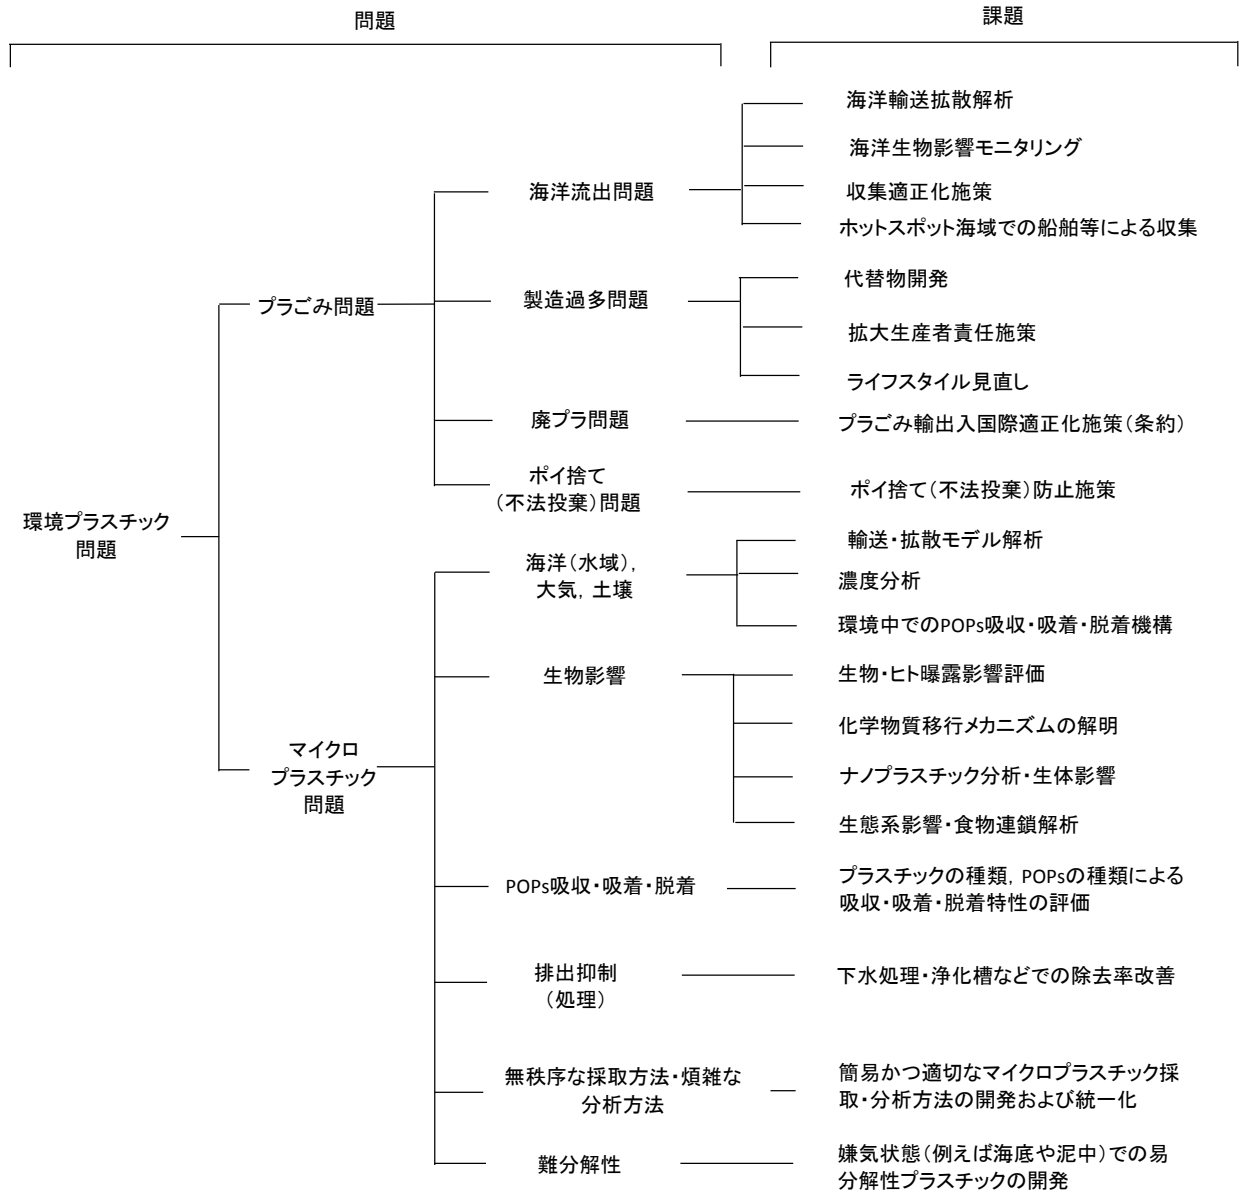 問題
課題
環境プラスチック
問題
プラごみ問題
海洋流出問題
海洋輸送拡散解析
海洋生物影響モニタリング
収集適正化施策
ホットスポット海域での船舶等による収集
製造過多問題
代替物開発
拡大生産者責任施策
ライフスタイル見直し
廃プラ問題
プラごみ輸出入国際適正化施策(条約)
ポイ捨て
(不法投棄)問題
ポイ捨て(不法投棄)防止施策
マイクロ
プラスチック
問題
海洋(水域),
大気, 土壌
輸送・拡散モデル解析
濃度分析
環境中でのPOPs吸収・吸着・脱着機構
生物影響
生物・ヒト曝露影響評価
化学物質移行メカニズムの解明
ナノプラスチック分析・生体影響
生態系影響・食物連鎖解析
POPs吸収・吸着・脱着
プラスチックの種類, POPsの種類による
吸収・吸着・脱着特性の評価
排出抑制
(処理)
下水処理・浄化槽などでの除去率改善
無秩序な採取方法・煩雑な
分析方法
簡易かつ適切なマイクロプラスチック採
取・分析方法の開発および統一化
難分解性
嫌気状態(例えば海底や泥中)での易
分解性プラスチックの開発